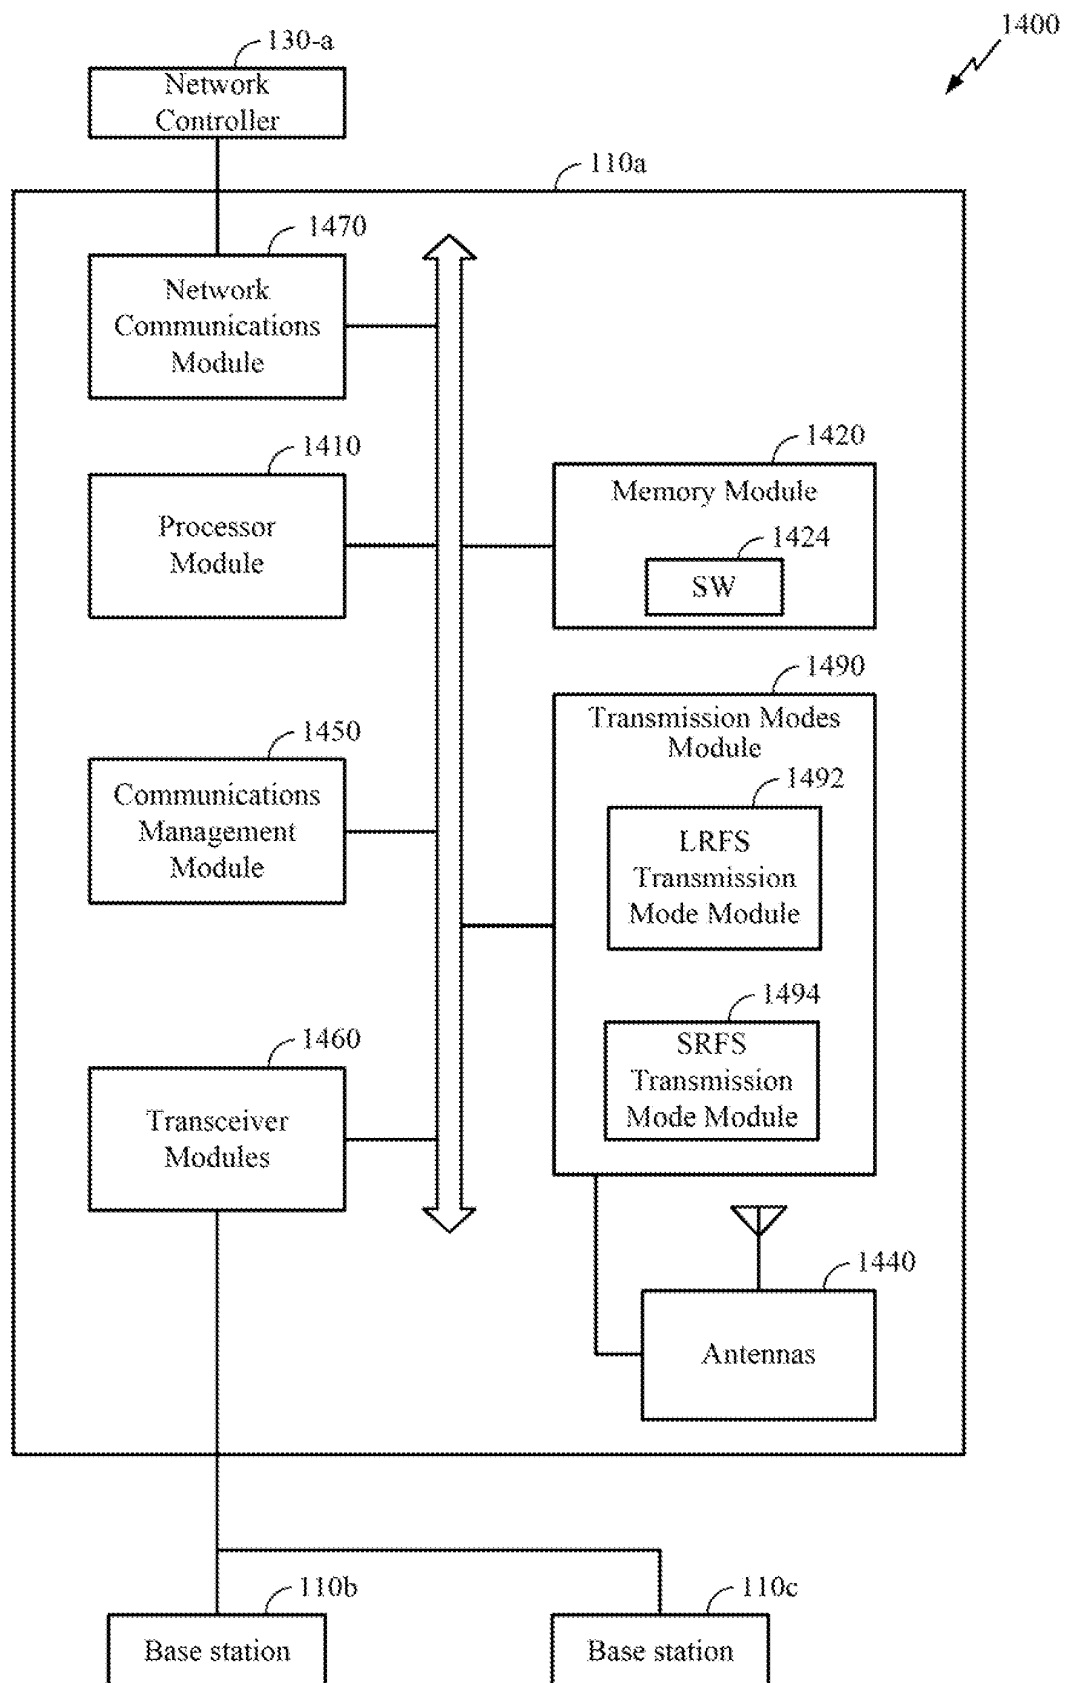 1400
130-a
Network
Controller
110a
1470
Network
Communications
Module
1410
Processor
Module
1420
Memory Module
1424
SW
1490
Transmission Modes
Module
1450
Communications
Management
Module
1492
LRFS
Transmission
Mode Module
1494
SRFS
Transmission
Mode Module
1460
Transceiver
Modules
1440
Antennas
110b
Base station
110c
Base station